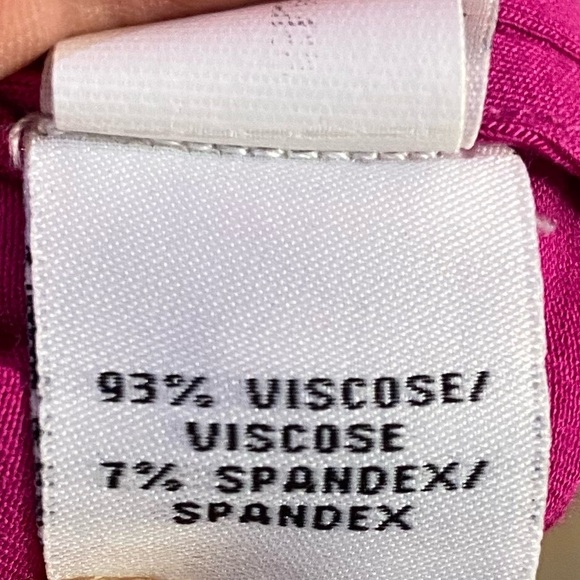 93% VISCOSE/
VISCOSE
7% SPANDEX/
SPANDEX